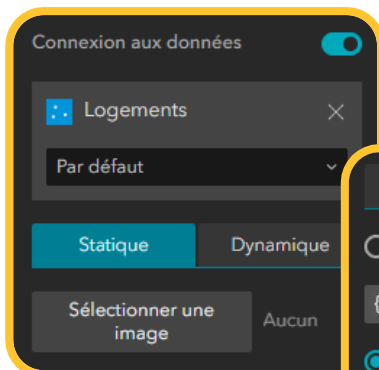 Connexion aux données
Logements
Par défaut
Statique Dynamique
Sélectionner une
image
Aucun
{